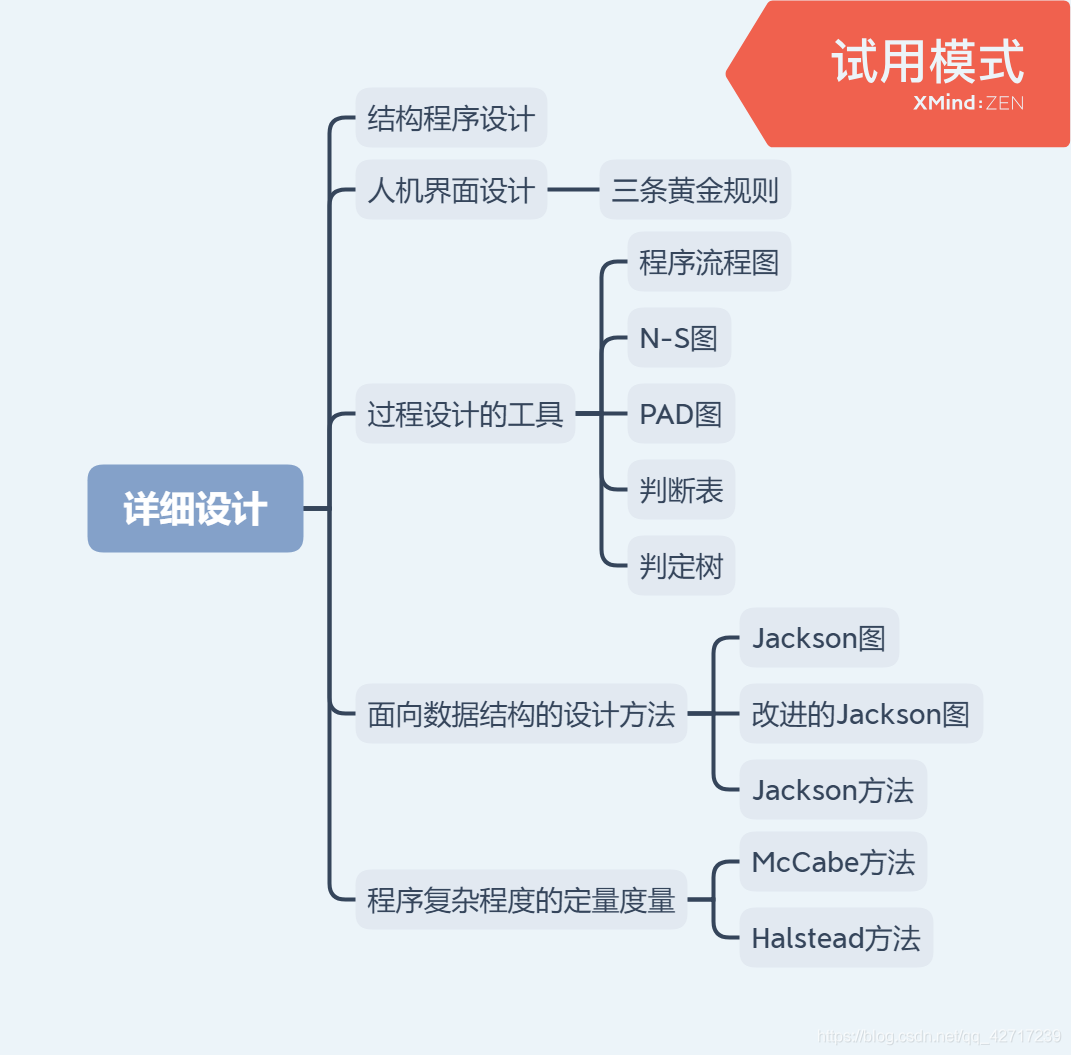 试用模式
XMind:ZEN
结构程序设计
人机界面设计
三条黄金规则
程序流程图
N-S图
过程设计的工具
PAD图
判断表
判定树
详细设计
Jackson图
面向数据结构的设计方法
改进的Jackson图
Jackson方法
McCabe方法
程序复杂程度的定量度量
Halstead方法
https://blog.csdn.net/qq_42717239